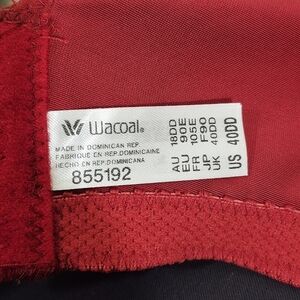 Wacoal®
MADE IN DOMINICAN REP.
FABRIQUE EN REP. DOMINICAINE
HECHO EN REP. DOMINICANA
855192
AU 18DD
EU 90E
FR 105E
JP F90
UK 40DD
US 40DD